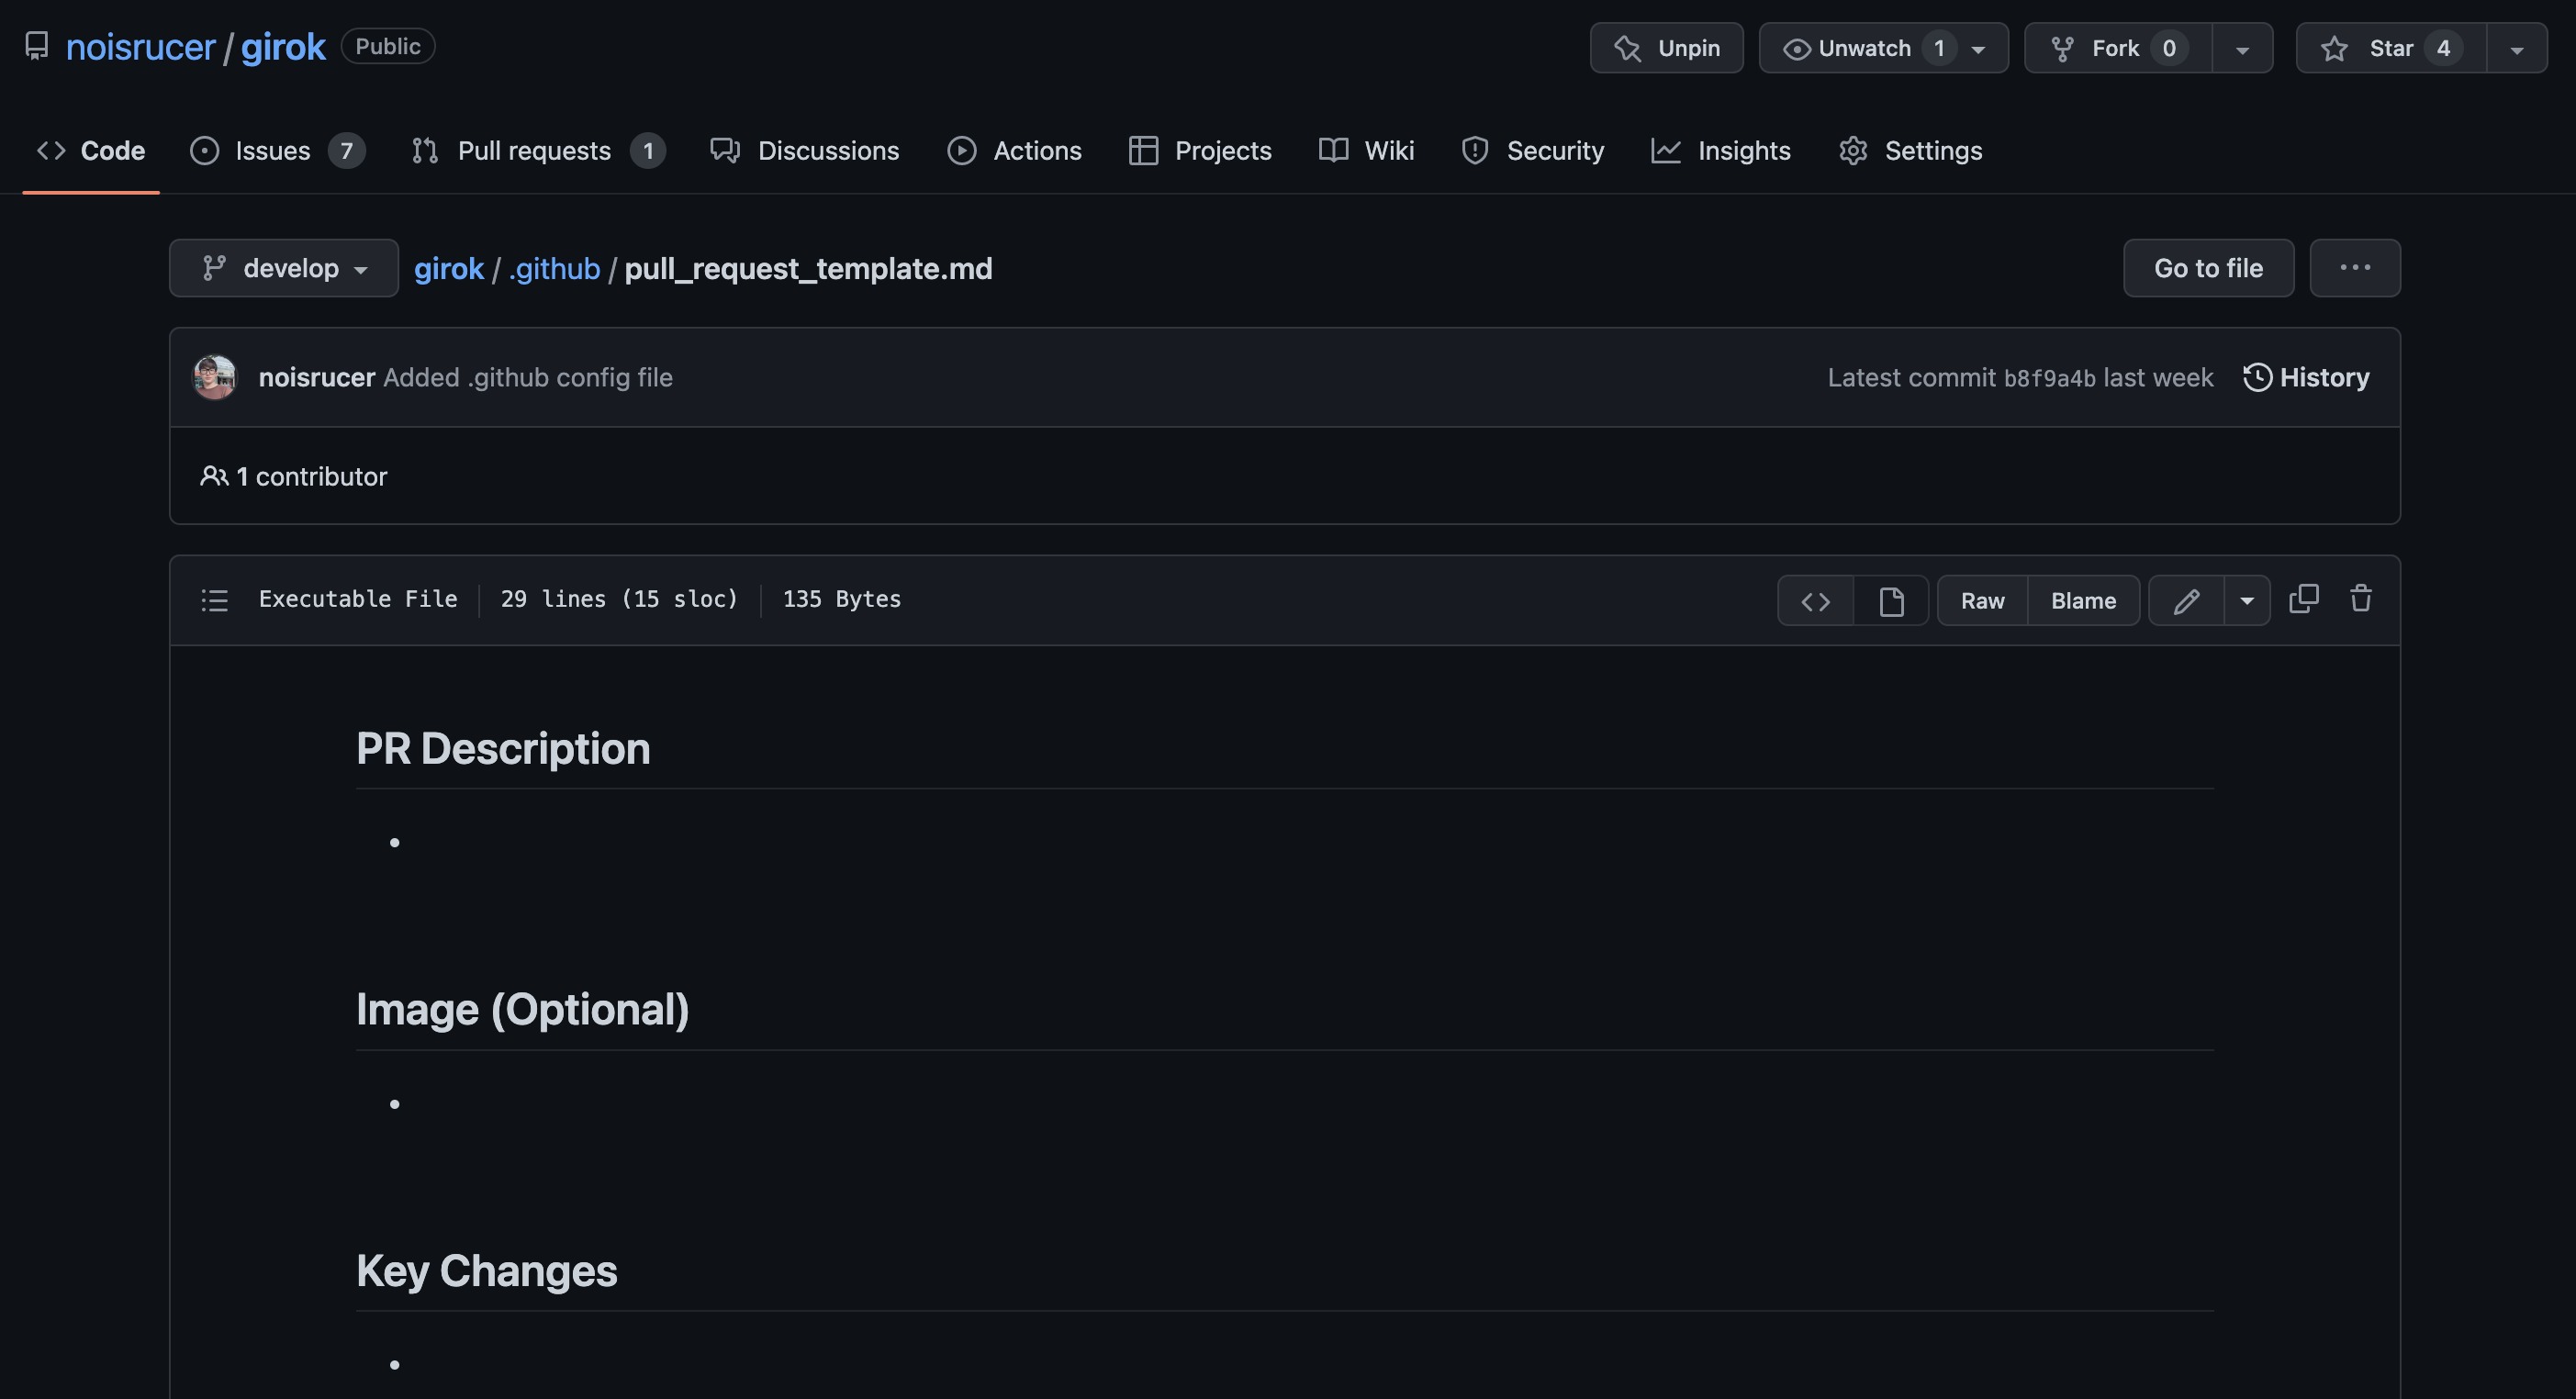 noisrucer / girok Public Unpin Unwatch 1 Fork 0 Star 4
Code Issues 7 Pull requests 1 Discussions Actions Projects Wiki Security Insights Settings
develop girok / .github / pull_request_template.md Go to file ...
noisrucer Added .github config file Latest commit b8f9a4b last week History
1 contributor
Executable File 29 lines (15 sloc) 135 Bytes Raw Blame
PR Description
•
Image (Optional)
•
Key Changes
•